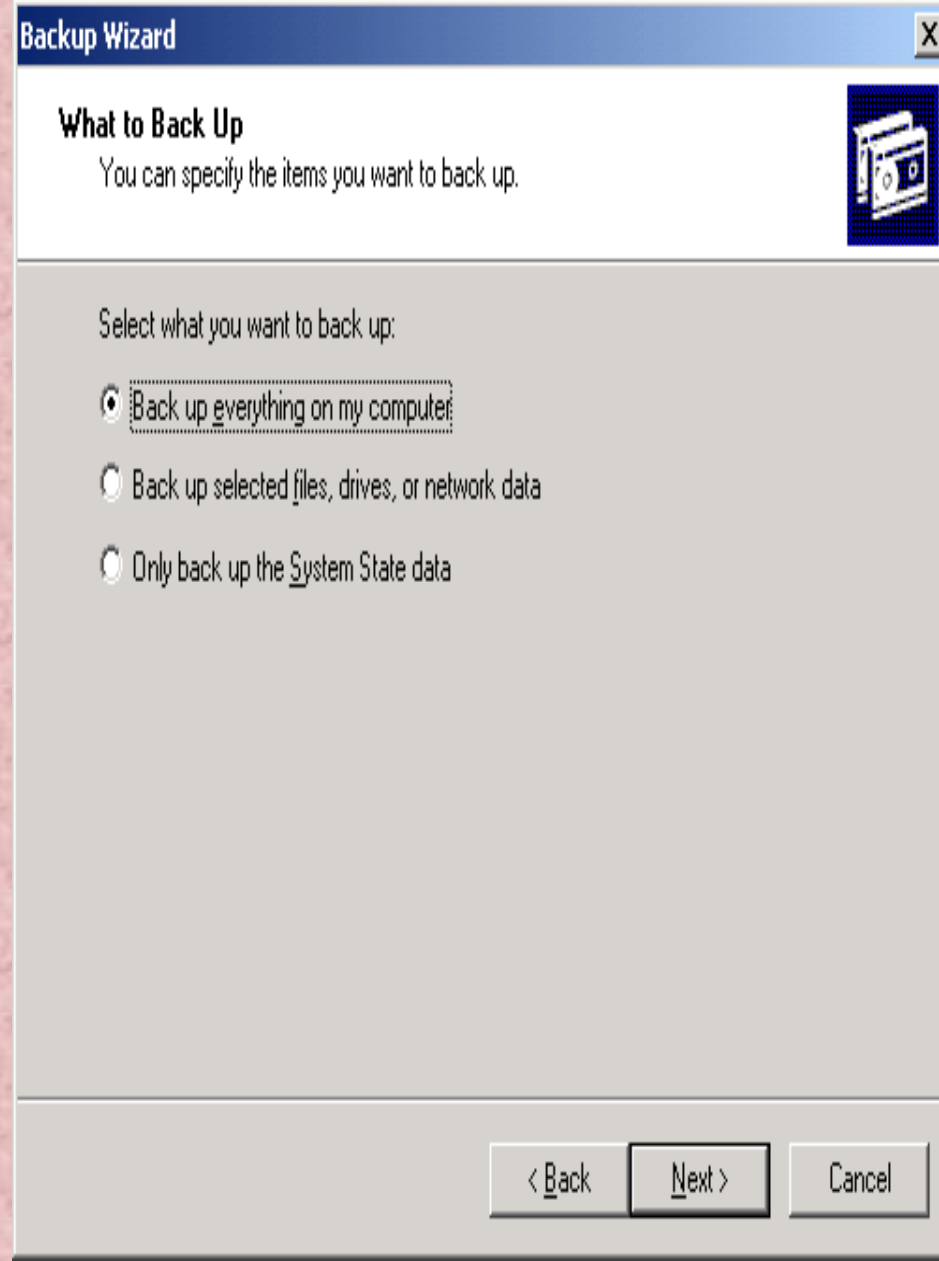 Backup Wizard
X
What to Back Up
You can specify the items you want to back up.
Select what you want to back up:
Back up everything on my computer
Back up selected files, drives, or network data
Only back up the System State data
< Back Next > Cancel